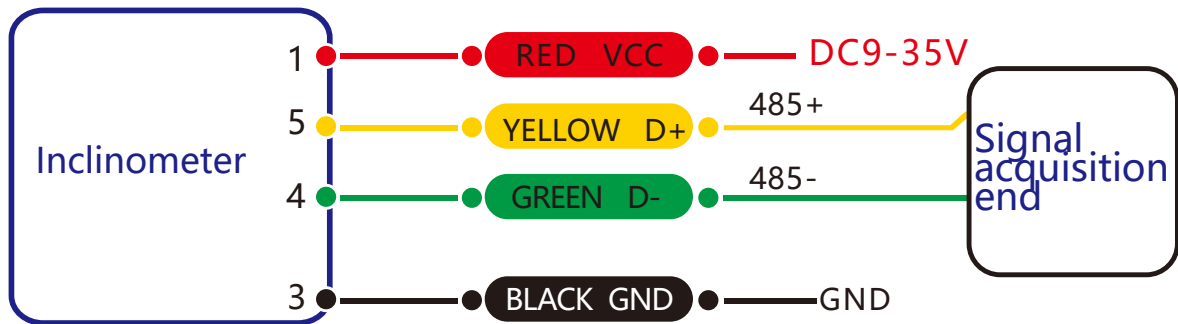 1 RED VCC DC9-35V
5 YELLOW D+ 485+
Inclinometer
Signal
acquisition
end
4 GREEN D- 485-
3 BLACK GND GND